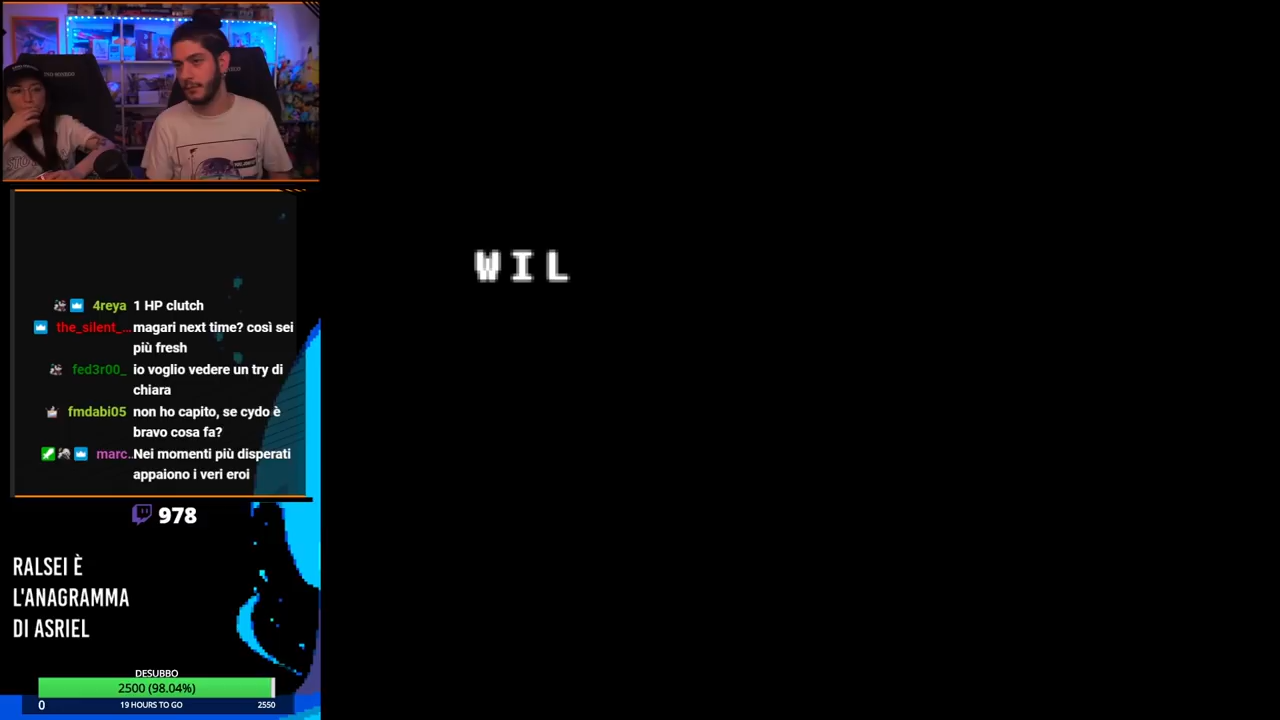 WIL
4reya 1 HP clutch
the_silent_... magari next time? così sei
più fresh
fed3r00_ io voglio vedere un try di
chiara
fmdabi05 non ho capito, se cydo è
bravo cosa fa?
marc.. Nei momenti più disperati
appaiono i veri eroi
978
RALSEI È
L'ANAGRAMMA
DI ASRIEL
DESUBBO
2500 (98.04%)
0 19 HOURS TO GO 2550